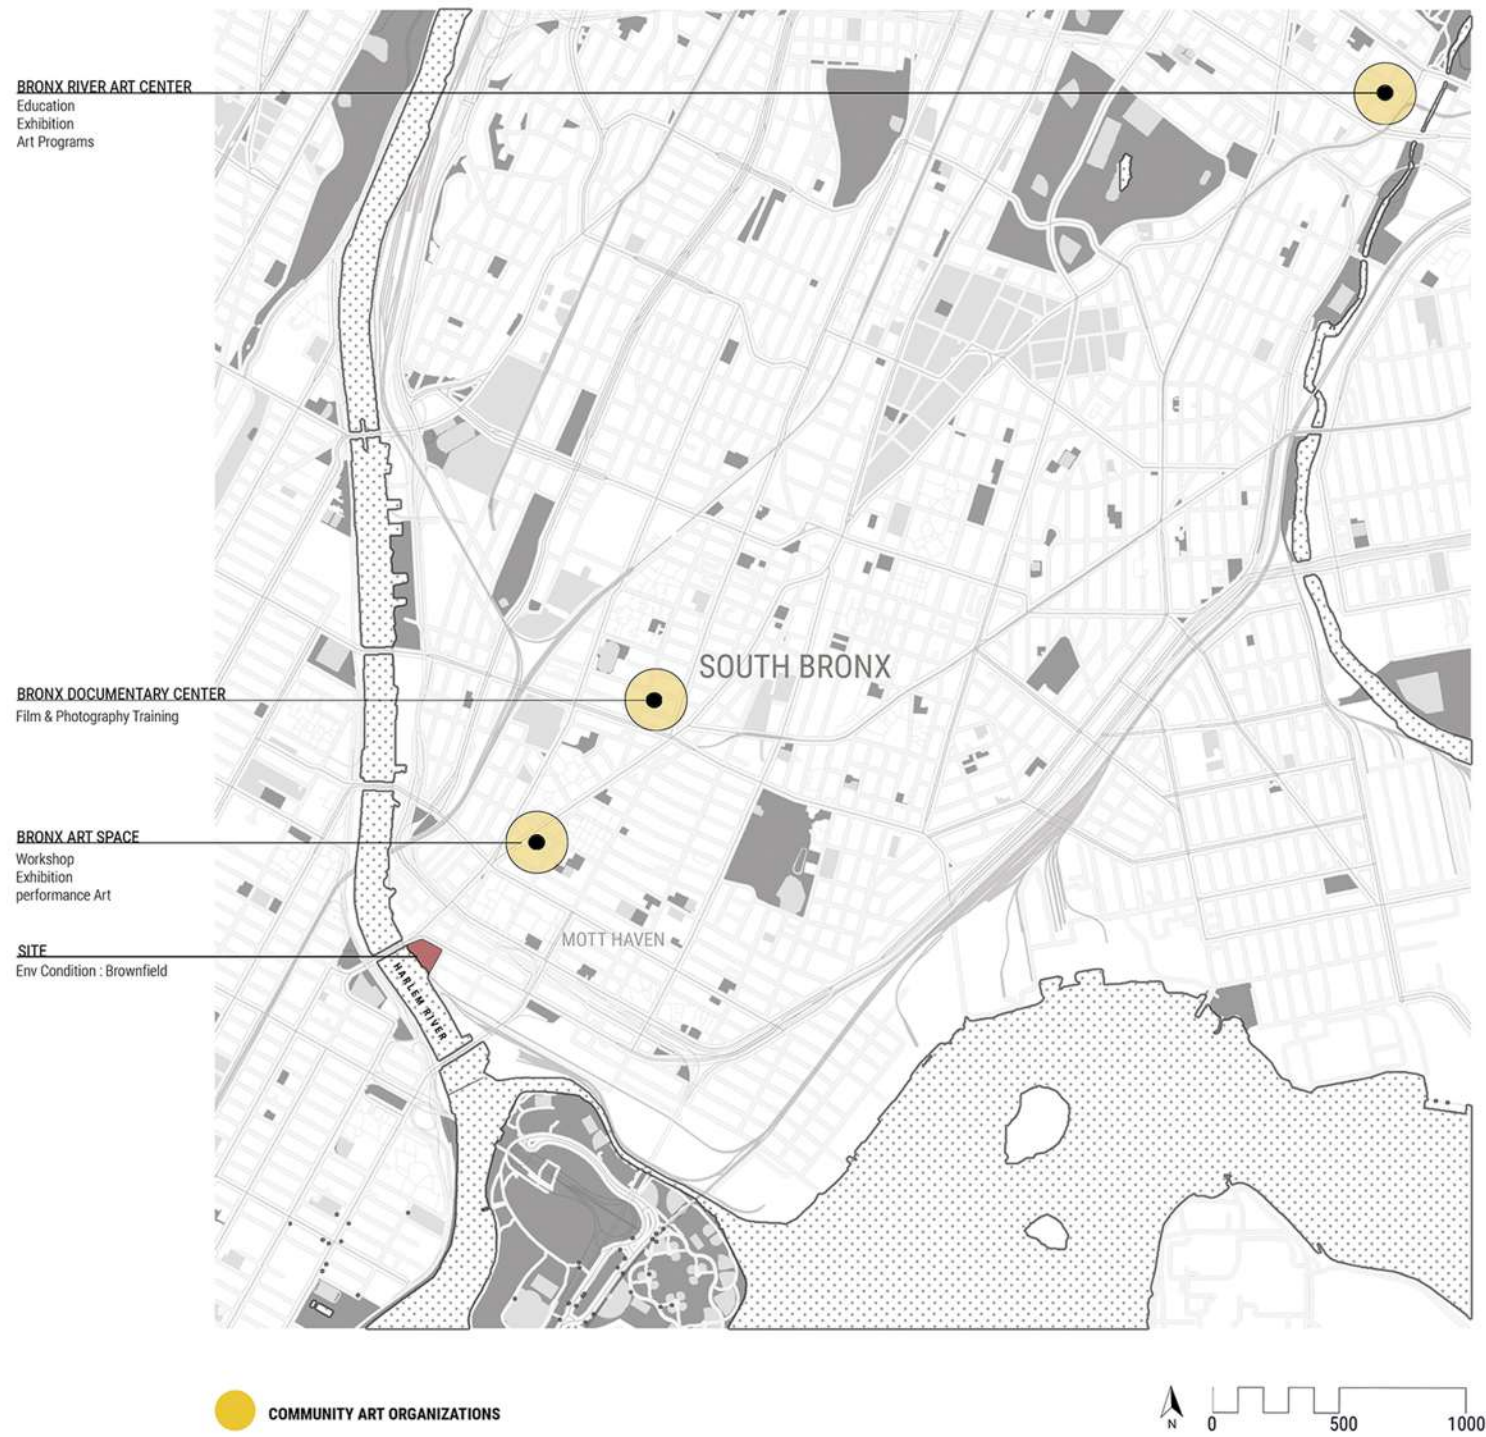 BRONX RIVER ART CENTER
Education
Exhibition
Art Programs
SOUTH BRONX
BRONX DOCUMENTARY CENTER
Film & Photography Training
BRONX ART SPACE
Workshop
Exhibition
performance Art
MOTT HAVEN
SITE
Env Condition : Brownfield
HARLEM RIVER
COMMUNITY ART ORGANIZATIONS
N
0 500 1000